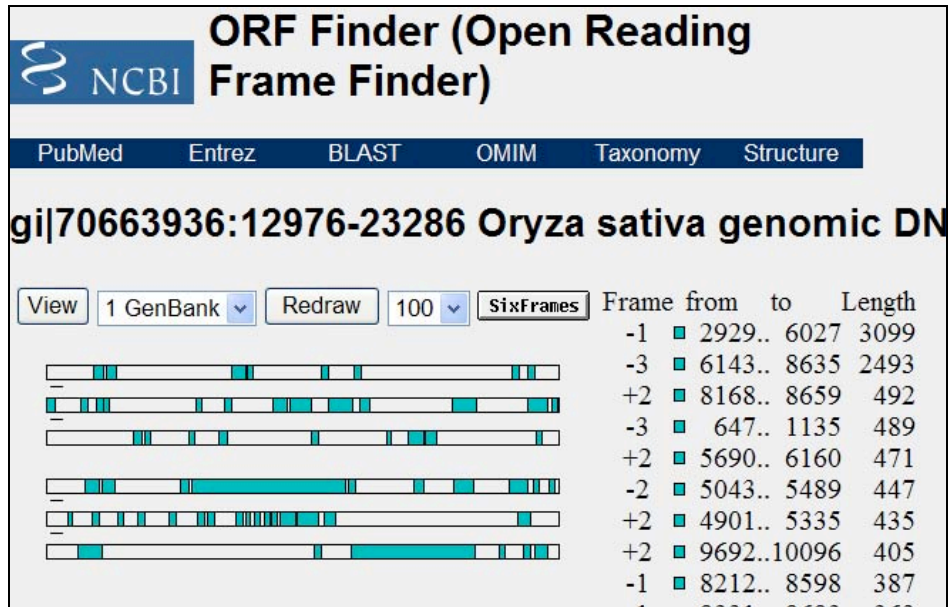 ORF Finder (Open Reading
Frame Finder)
NCBI
PubMed Entrez BLAST OMIM Taxonomy Structure
gi|70663936:12976-23286 Oryza sativa genomic DN
View 1 GenBank Redraw 100 SixFrames
Frame from to Length
-1 2929.. 6027 3099
-3 6143.. 8635 2493
+2 8168.. 8659 492
-3 647.. 1135 489
+2 5690.. 6160 471
-2 5043.. 5489 447
+2 4901.. 5335 435
+2 9692..10096 405
-1 8212.. 8598 387